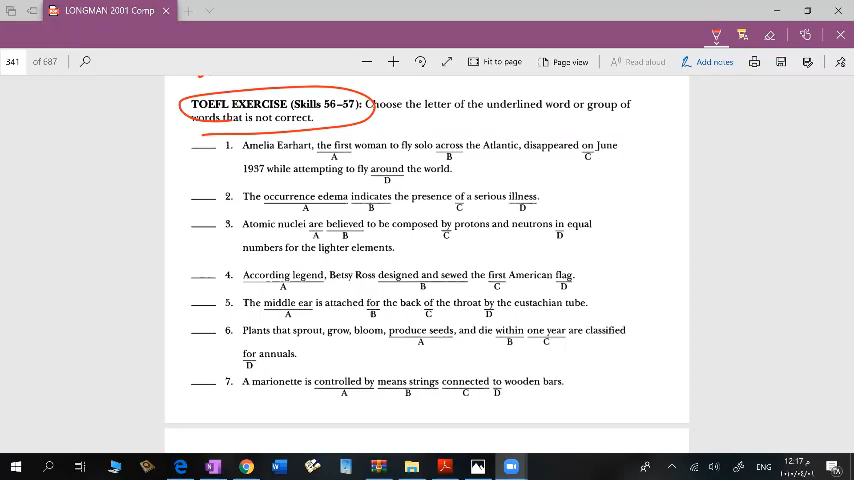 LONGMAN 2001 Comp
341 of 687
Fit to page
Page view
Read aloud
Add notes
TOEFL EXERCISE (Skills 56–57): Choose the letter of the underlined word or group of
words that is not correct.
1. Amelia Earhart, the first woman to fly solo across the Atlantic, disappeared on June
A B C
1937 while attempting to fly around the world.
D
2. The occurrence edema indicates the presence of a serious illness.
A B C D
3. Atomic nuclei are believed to be composed by protons and neutrons in equal
A B C D
numbers for the lighter elements.
4. According legend, Betsy Ross designed and sewed the first American flag.
A B C D
5. The middle ear is attached for the back of the throat by the eustachian tube.
A B C D
6. Plants that sprout, grow, bloom, produce seeds, and die within one year are classified
A B C
for annuals.
D
7. A marionette is controlled by means strings connected to wooden bars.
A B C D
ENG
12:17 م